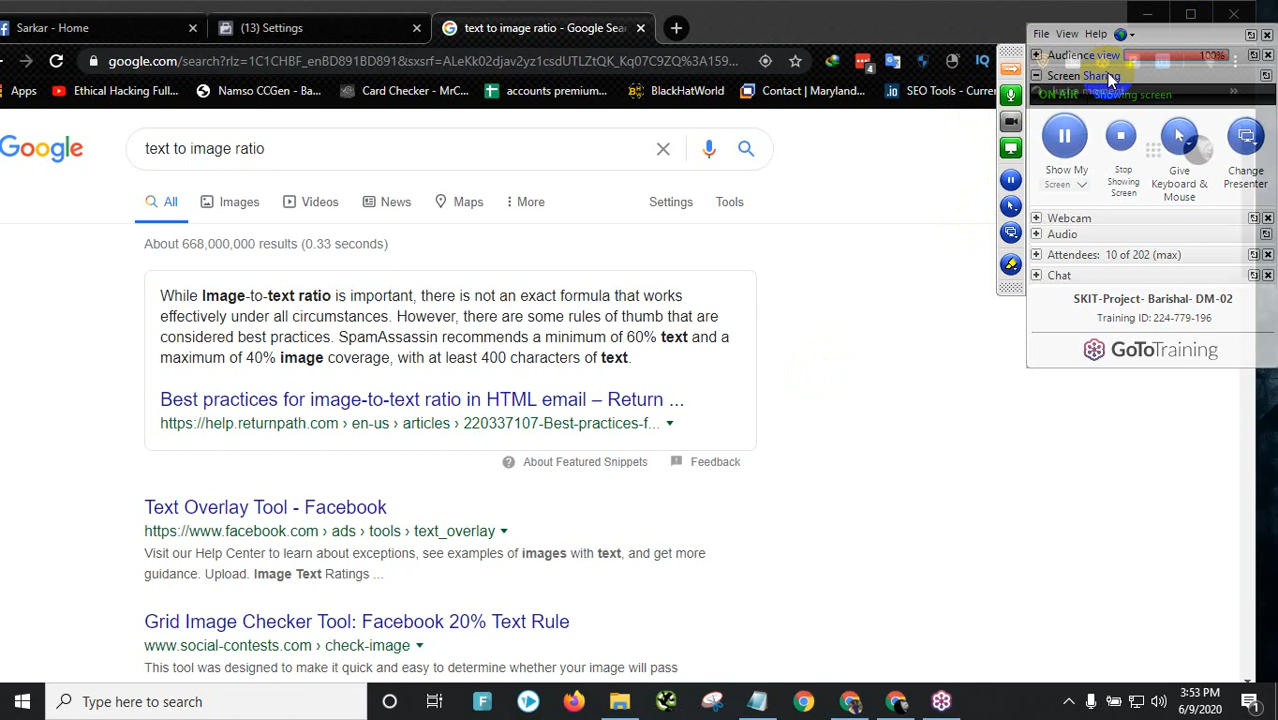 Sarkar - Home
(13) Settings
text to image ratio - Google Sear
google.com/search?rlz=1C1CHBF_enBD891BD891&sxsrf=ALeKk02djse2yz1csdUTLZtQK_Kq07C9ZQ%3A159...
4
IQ
Apps
Ethical Hacking Full...
Namso CCGen - Ba...
Card Checker - MrC...
accounts premium...
BlackHatWorld
Contact | Maryland...
SEO Tools - Curren
Google
text to image ratio
All
Images
Videos
News
Maps
More
Settings
Tools
About 668,000,000 results (0.33 seconds)
While Image-to-text ratio is important, there is not an exact formula that works
effectively under all circumstances. However, there are some rules of thumb that are
considered best practices. SpamAssassin recommends a minimum of 60% text and a
maximum of 40% image coverage, with at least 400 characters of text.
Best practices for image-to-text ratio in HTML email – Return ...
https://help.returnpath.com › en-us › articles › 220337107-Best-practices-f...
About Featured Snippets
Feedback
Text Overlay Tool - Facebook
https://www.facebook.com › ads › tools › text_overlay
Visit our Help Center to learn about exceptions, see examples of images with text, and get more
guidance. Upload. Image Text Ratings ...
Grid Image Checker Tool: Facebook 20% Text Rule
www.social-contests.com › check-image
This tool was designed to make it quick and easy to determine whether your image will pass
File View Help
Audience view
100%
Screen Sharing
ON AIR
Showing screen
Show My
Screen
Stop
Showing
Screen
Give
Keyboard &
Mouse
Change
Presenter
Webcam
Audio
Attendees: 10 of 202 (max)
Chat
SKIT-Project- Barishal- DM-02
Training ID: 224-779-196
GoToTraining
Type here to search
F
3:53 PM
6/9/2020
1